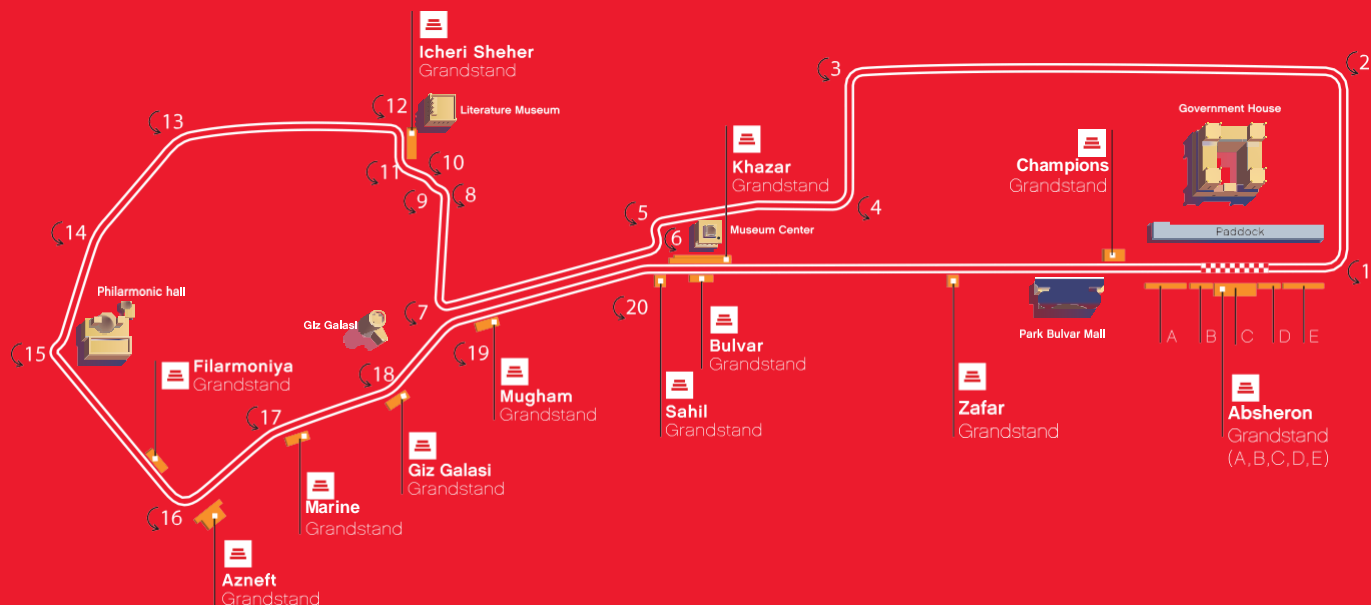 Icheri Sheher
Grandstand
Literature Museum
12
13
11
10
9
8
14
Philarmonic hall
15
Filarmoniya
Grandstand
16
Azneft
Grandstand
17
Marine
Grandstand
18
Giz Galasi
Giz Galasi
Grandstand
7
19
Mugham
Grandstand
20
5
6
Museum Center
Khazar
Grandstand
Sahil
Grandstand
Bulvar
Grandstand
3
4
2
1
Champions
Grandstand
Government House
Paddock
Park Bulvar Mall
Zafar
Grandstand
A
B
C
D
E
Absheron
Grandstand
(A,B,C,D,E)